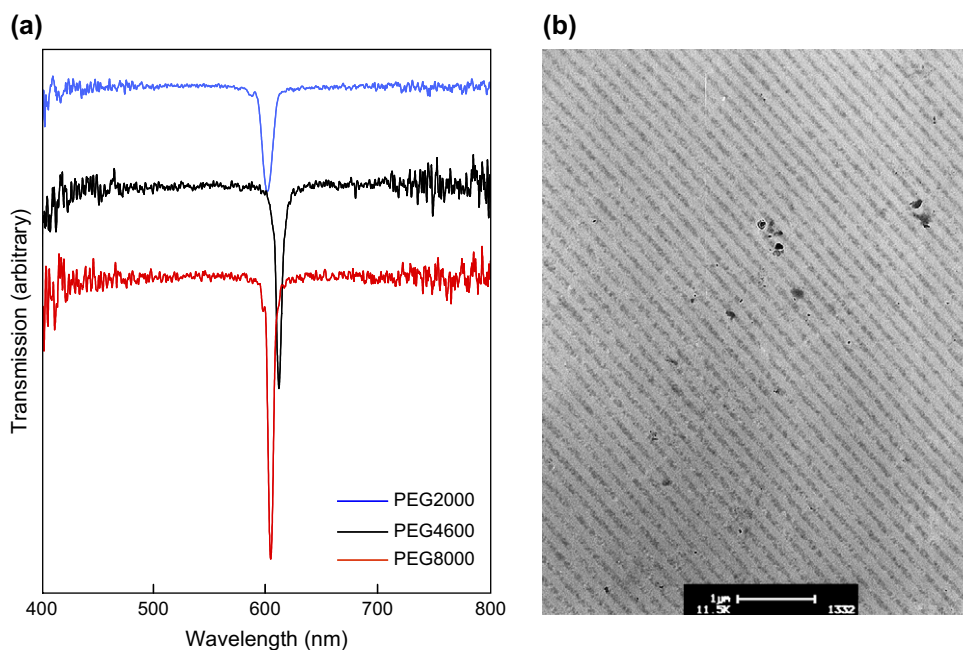 (a)
(b)
Transmission (arbitrary)
PEG2000
PEG4600
PEG8000
400
500
600
700
800
Wavelength (nm)
1µm
11.5K
1332